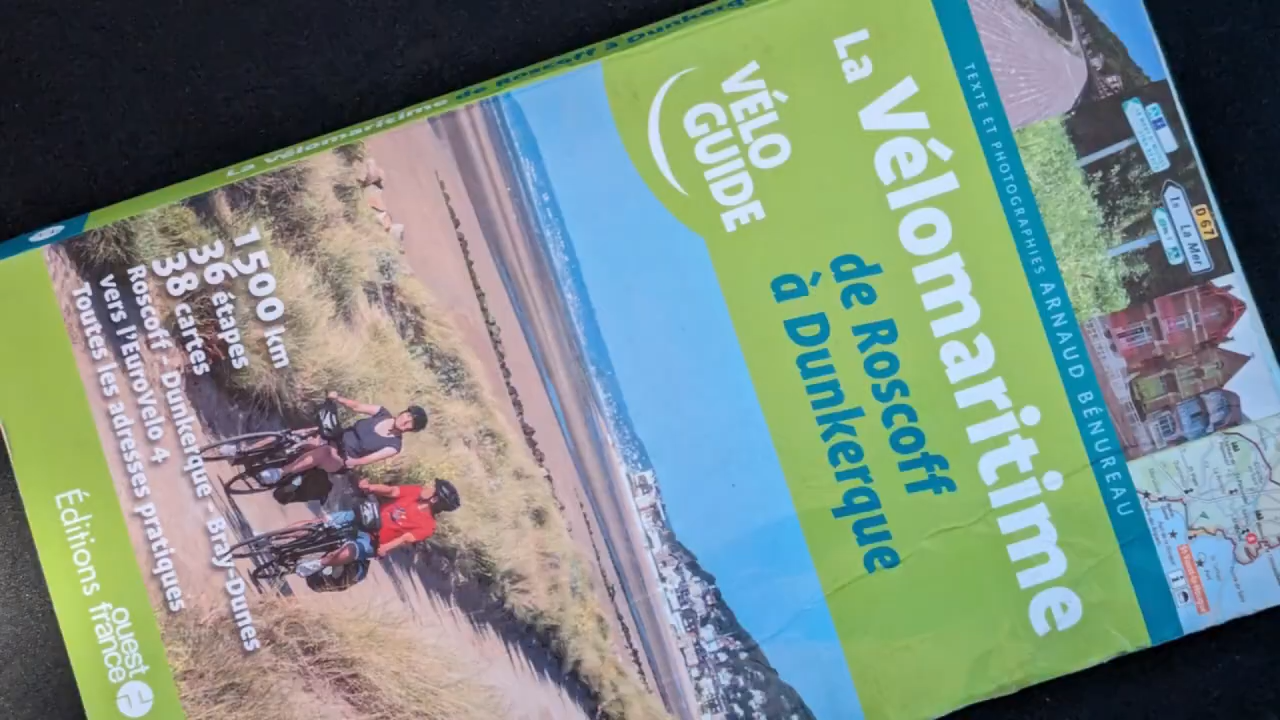 TEXTE ET PHOTOGRAPHIES ARNAUD BÉNUREAU
La Vélomaritime
de Roscoff
à Dunkerque
VÉLO
GUIDE
1 500 km
36 étapes
38 cartes
Roscoff - Dunkerque - Bray-Dunes
vers l'EuroVelo 4
Toutes les adresses pratiques
Éditions
ouest
france
La Vélomaritime de Roscoff à Dunkerque
D 67
La Mer